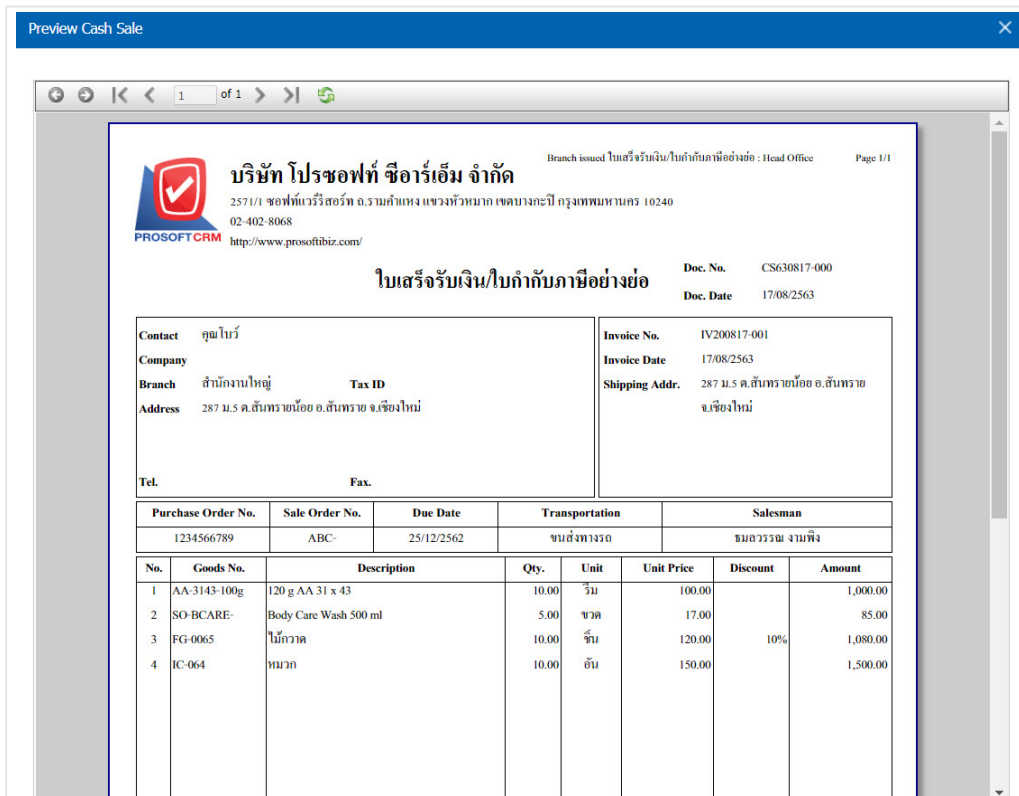 Preview Cash Sale
1 of 1
Branch issued ใบเสร็จรับเงิน/ใบกำกับภาษีอย่างย่อ : Head Office Page 1/1
บริษัท โปรซอฟท์ ซีอาร์เอ็ม จำกัด
2571/1 ซอฟท์แวร์รีสอร์ท ถ.รามคำแหง แขวงหัวหมาก เขตบางกะปิ กรุงเทพมหานคร 10240
02-402-8068
PROSOFTCRM
http://www.prosoftibiz.com/
ใบเสร็จรับเงิน/ใบกำกับภาษีอย่างย่อ
Doc. No. CS630817-000
Doc. Date 17/08/2563
Contact คุณโบว์
Company
Branch สำนักงานใหญ่ Tax ID
Address 287 ม.5 ต.สันทรายน้อย อ.สันทราย จ.เชียงใหม่
Tel. Fax.
Invoice No. IV200817-001
Invoice Date 17/08/2563
Shipping Addr. 287 ม.5 ต.สันทรายน้อย อ.สันทราย
จ.เชียงใหม่
Purchase Order No. Sale Order No. Due Date Transportation Salesman
1234566789 ABC- 25/12/2562 ขนส่งทางรถ ธมลวรรณ งามพิง
No. Goods No. Description Qty. Unit Unit Price Discount Amount
1 AA-3143-100g 120 g AA 31 x 43 10.00 ริม 100.00 1,000.00
2 SO-BCARE- Body Care Wash 500 ml 5.00 ขวด 17.00 85.00
3 FG-0065 ไม้กวาด 10.00 ชิ้น 120.00 10% 1,080.00
4 IC-064 หมวก 10.00 อัน 150.00 1,500.00